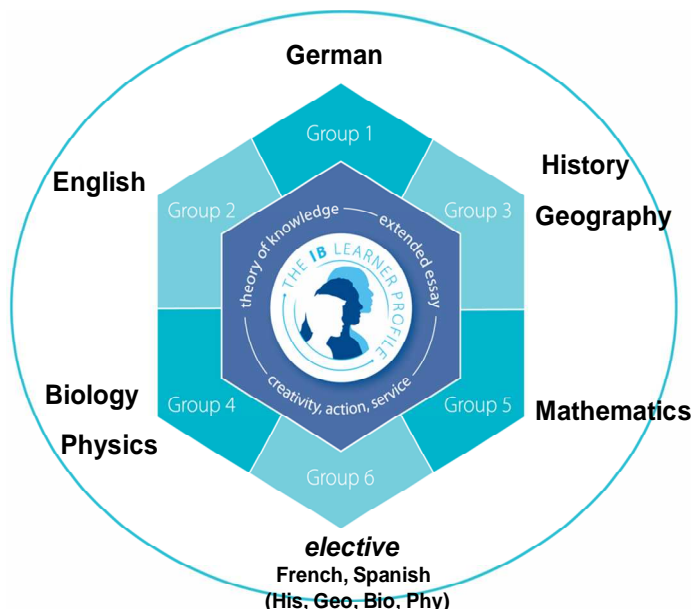 German
Group 1
English
History
Group 2
Group 3
Geography
theory of knowledge
extended essay
THE IB LEARNER PROFILE
creativity, action, service
Biology
Group 4
Group 5
Mathematics
Physics
Group 6
elective
French, Spanish
(His, Geo, Bio, Phy)